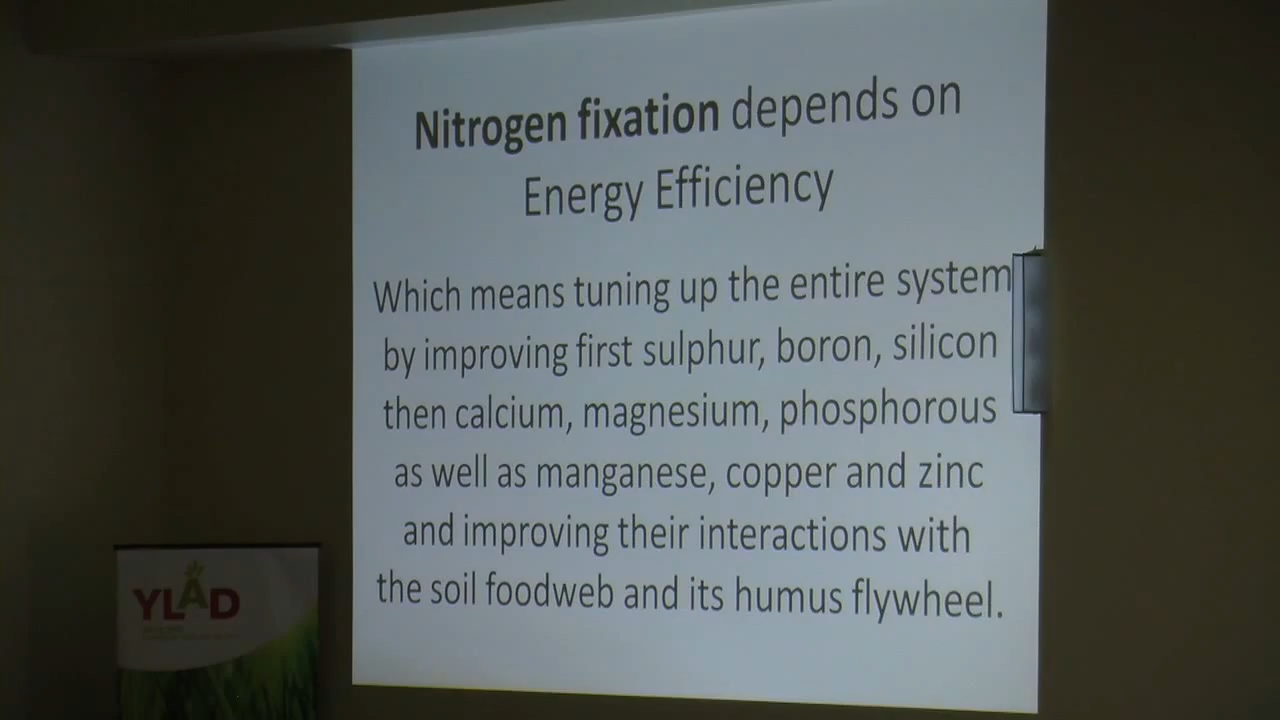 Nitrogen fixation depends on
Energy Efficiency
Which means tuning up the entire system
by improving first sulphur, boron, silicon
then calcium, magnesium, phosphorous
as well as manganese, copper and zinc
and improving their interactions with
the soil foodweb and its humus flywheel.
YLAD